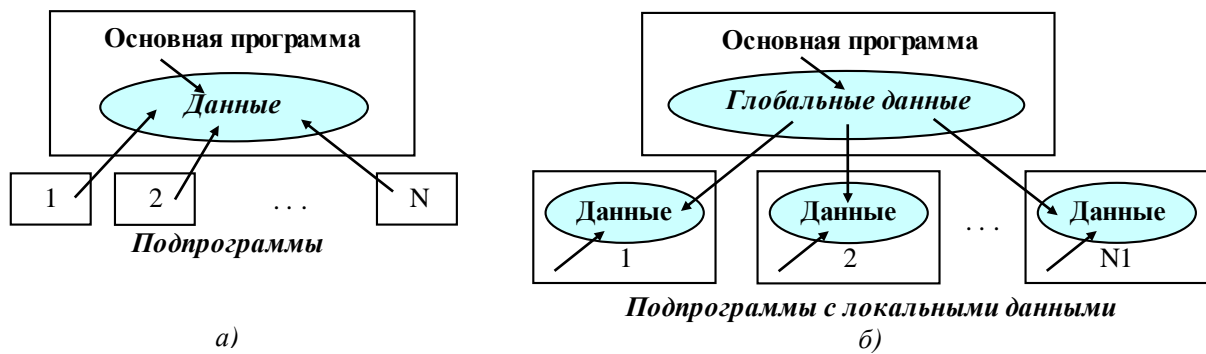 Основная программа
Данные
1
2
. . .
N
Подпрограммы
а)
Основная программа
Глобальные данные
Данные
Данные
. . .
Данные
1
2
N1
Подпрограммы с локальными данными
б)